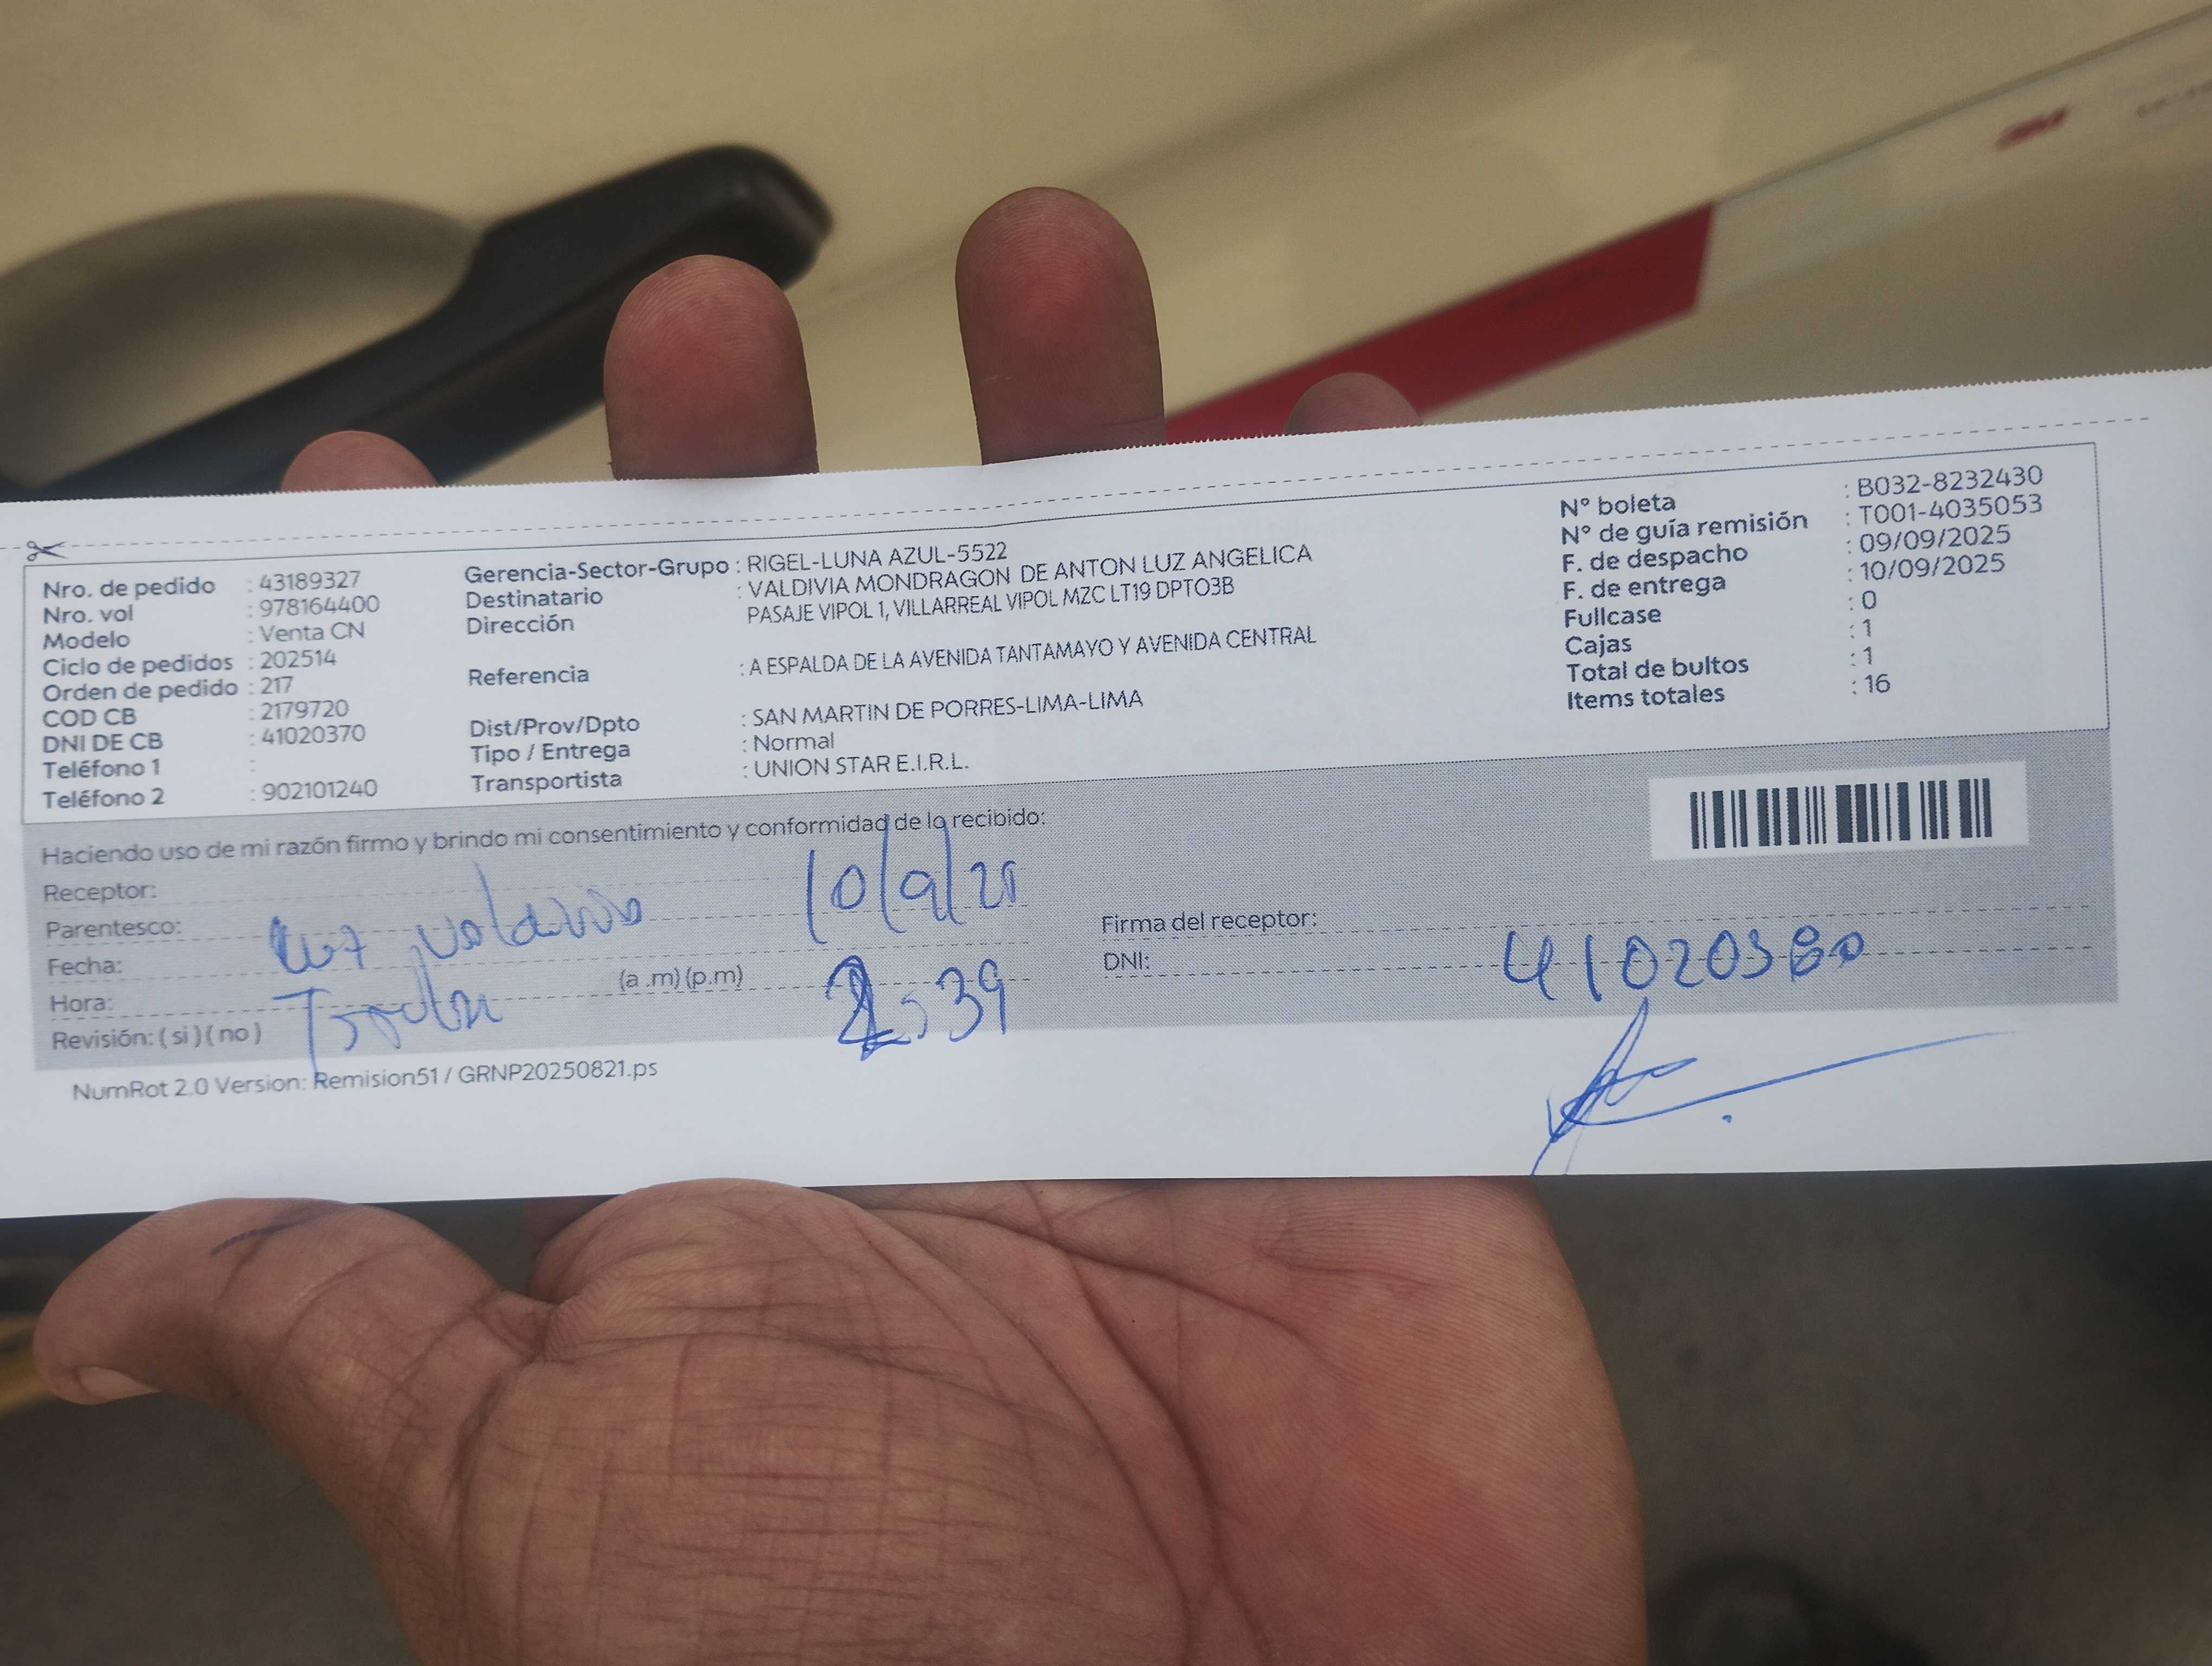 3M
Nro. de pedido : 43189327
Nro. vol : 978164400
Modelo : Venta CN
Ciclo de pedidos : 202514
Orden de pedido : 217
COD CB : 2179720
DNI DE CB : 41020370
Teléfono 1 :
Teléfono 2 : 902101240
Gerencia-Sector-Grupo : RIGEL-LUNA AZUL-5522
Destinatario : VALDIVIA MONDRAGON DE ANTON LUZ ANGELICA
Dirección PASAJE VIPOL 1, VILLARREAL VIPOL MZC LT19 DPTO3B
Referencia : A ESPALDA DE LA AVENIDA TANTAMAYO Y AVENIDA CENTRAL
Dist/Prov/Dpto : SAN MARTIN DE PORRES-LIMA-LIMA
Tipo / Entrega : Normal
Transportista : UNION STAR E.I.R.L.
N° boleta : B032-8232430
N° de guía remisión : T001-4035053
F. de despacho : 09/09/2025
F. de entrega : 10/09/2025
Fullcase : 0
Cajas : 1
Total de bultos : 1
Items totales : 16
Haciendo uso de mi razón firmo y brindo mi consentimiento y conformidad de lo recibido:
Receptor:
Parentesco:
Fecha:
Hora: (a .m) (p.m)
Revisión: ( si ) ( no )
Luz Valdivia
10/9/25
:39
Firma del receptor:
DNI:
41020380
NumRot 2.0 Version: Remision51 / GRNP20250821.ps